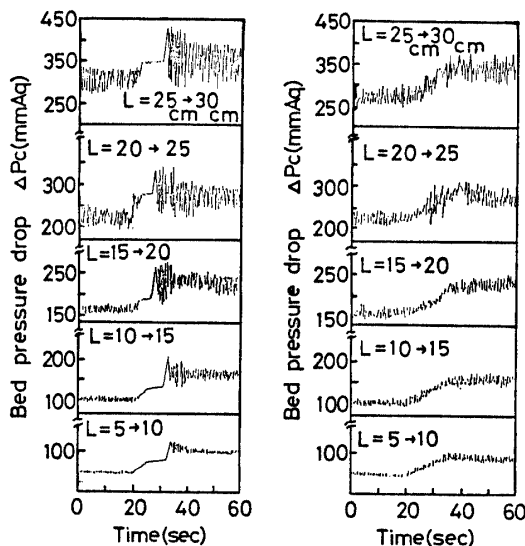 Bed pressure drop ΔPc(mmAq)
450
350
250
L=25→30
cm cm
L=20→25
300
200
L=15→20
250
150
L=10→15
200
100
L=5→10
100
0 20 40 60
Time(sec)
Bed pressure drop ΔPc(mmAq)
450
350
250
L=25→30
cm cm
L=20→25
300
200
L=15→20
250
150
L=10→15
200
100
L=5→10
100
0 20 40 60
Time(sec)